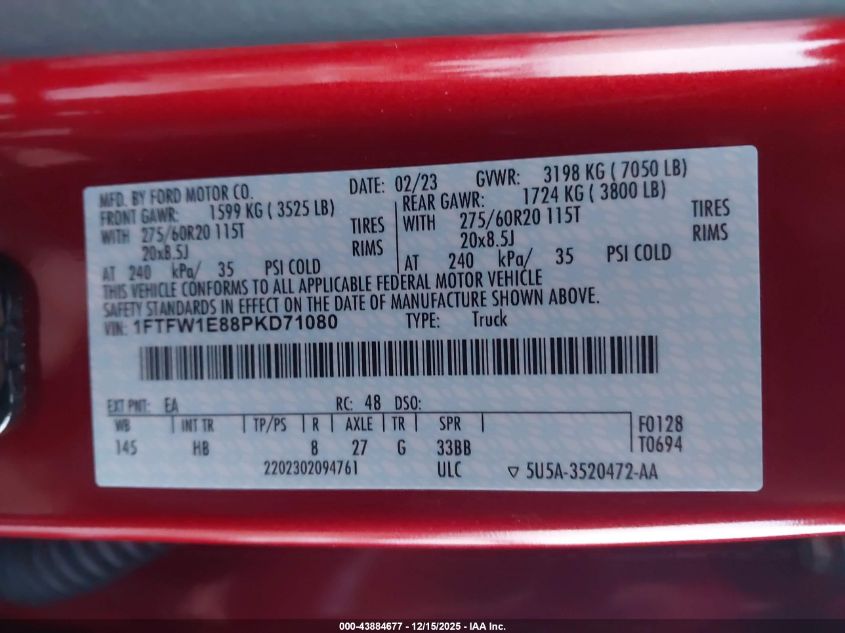 MFD. BY FORD MOTOR CO. DATE: 02/23 GVWR: 3198 KG ( 7050 LB)
FRONT GAWR: 1599 KG ( 3525 LB) REAR GAWR: 1724 KG ( 3800 LB)
WITH 275/60R20 115T TIRES WITH 275/60R20 115T TIRES
20x8.5J RIMS 20x8.5J RIMS
AT 240 kPa/ 35 PSI COLD AT 240 kPa/ 35 PSI COLD
THIS VEHICLE CONFORMS TO ALL APPLICABLE FEDERAL MOTOR VEHICLE
SAFETY STANDARDS IN EFFECT ON THE DATE OF MANUFACTURE SHOWN ABOVE.
VIN: 1FTFW1E88PKD71080 TYPE: Truck
EXT PNT: EA RC: 48 DSO:
WB INT TR TP/PS R AXLE TR SPR F0128
145 HB 8 27 G 33BB T0694
2202302094761 ULC ▽ 5U5A-3520472-AA
000-43884677 - 12/15/2025 - IAA Inc.